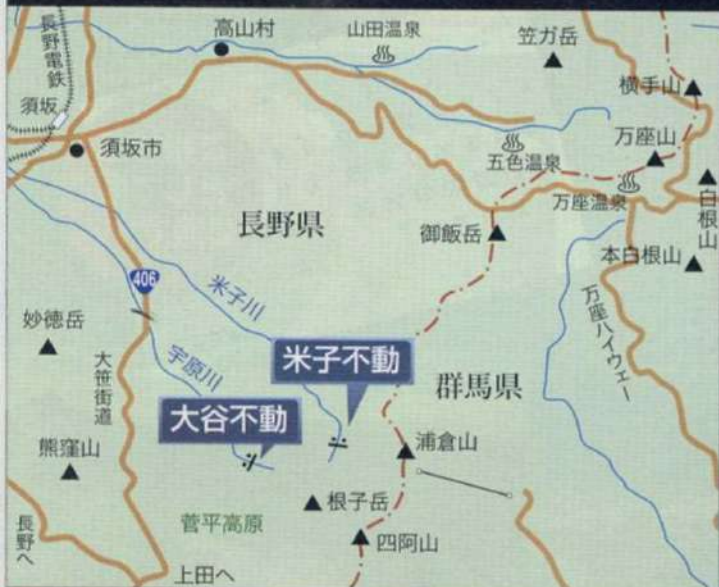 長野電鉄
高山村
山田温泉
笠ガ岳
横手山
須坂
須坂市
五色温泉
万座山
万座温泉
白根山
長野県
御飯岳
本白根山
406
米子川
妙徳岳
宇原川
大笹街道
米子不動
群馬県
万座ハイウェー
大谷不動
熊窪山
浦倉山
根子岳
菅平高原
四阿山
長野へ
上田へ